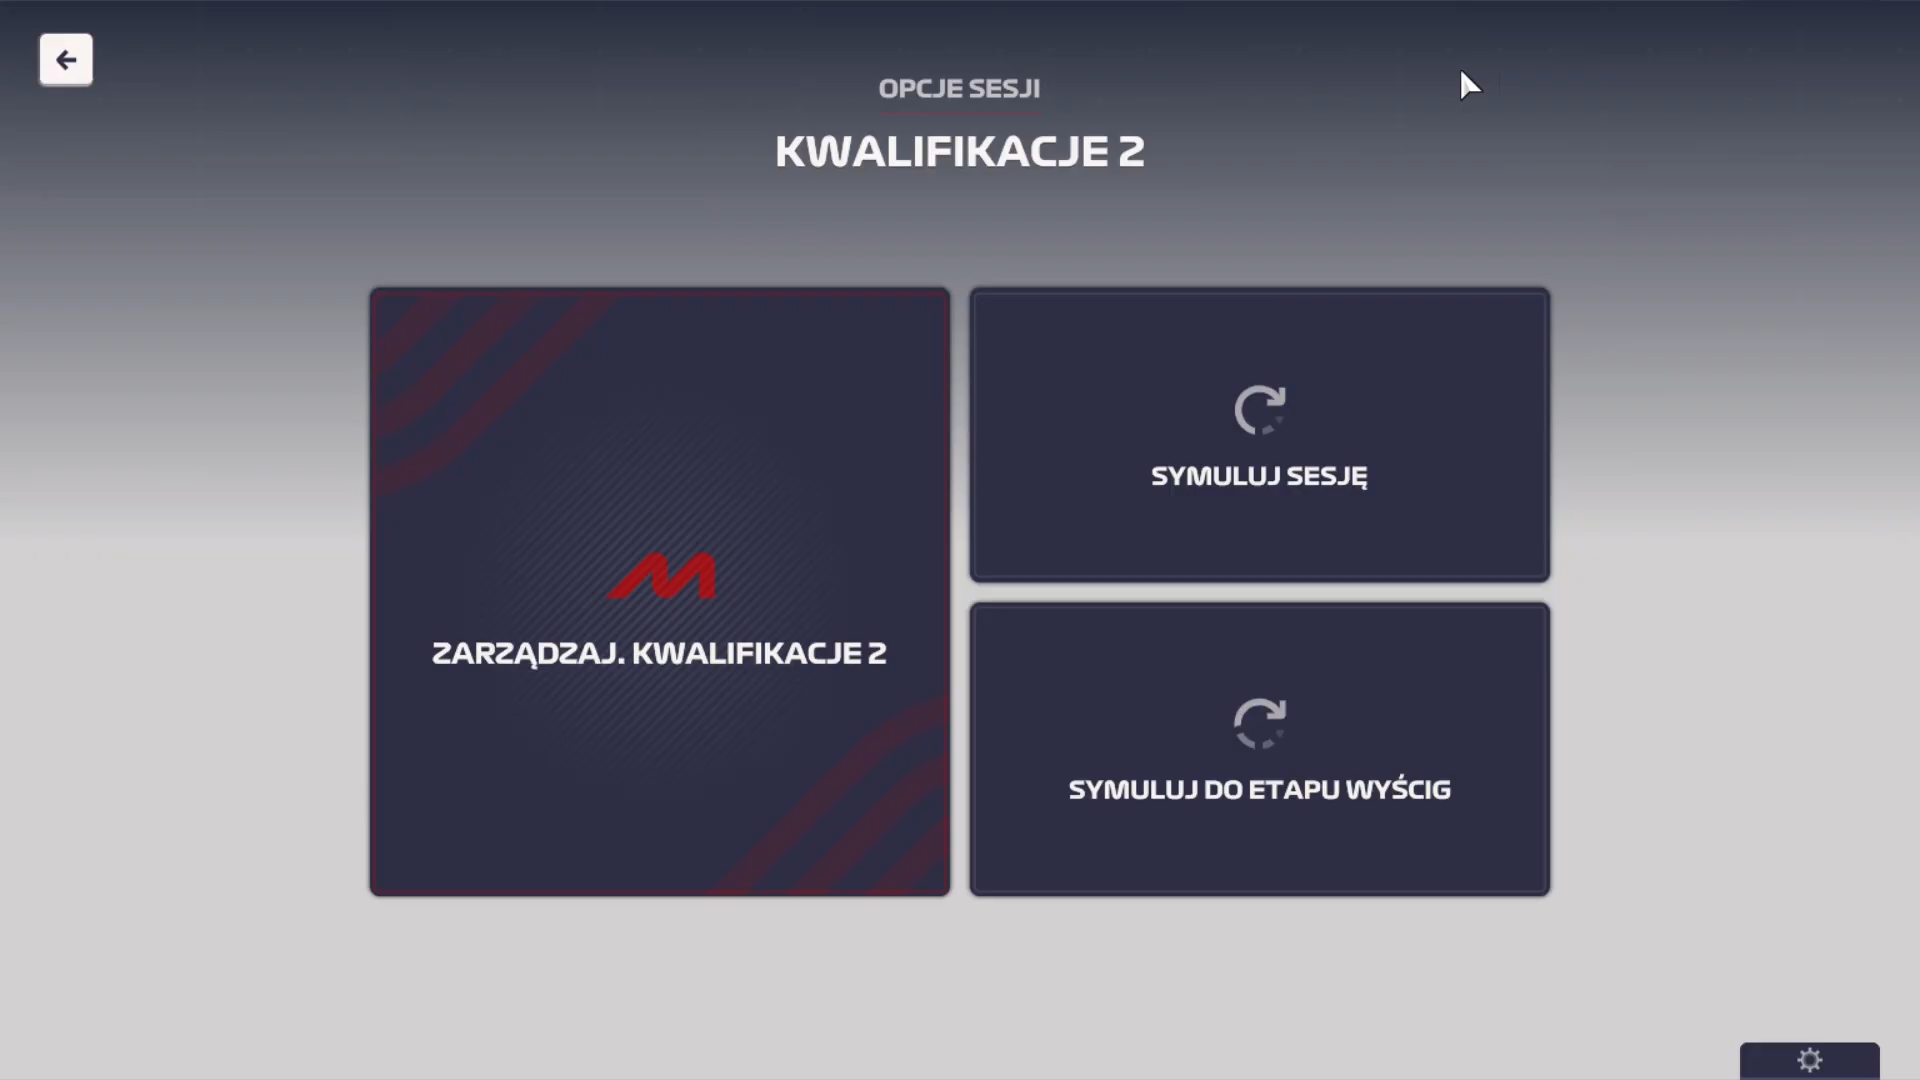 OPCJE SESJI
KWALIFIKACJE 2
ZARZĄDZAJ. KWALIFIKACJE 2
SYMULUJ SESJĘ
SYMULUJ DO ETAPU WYŚCIG